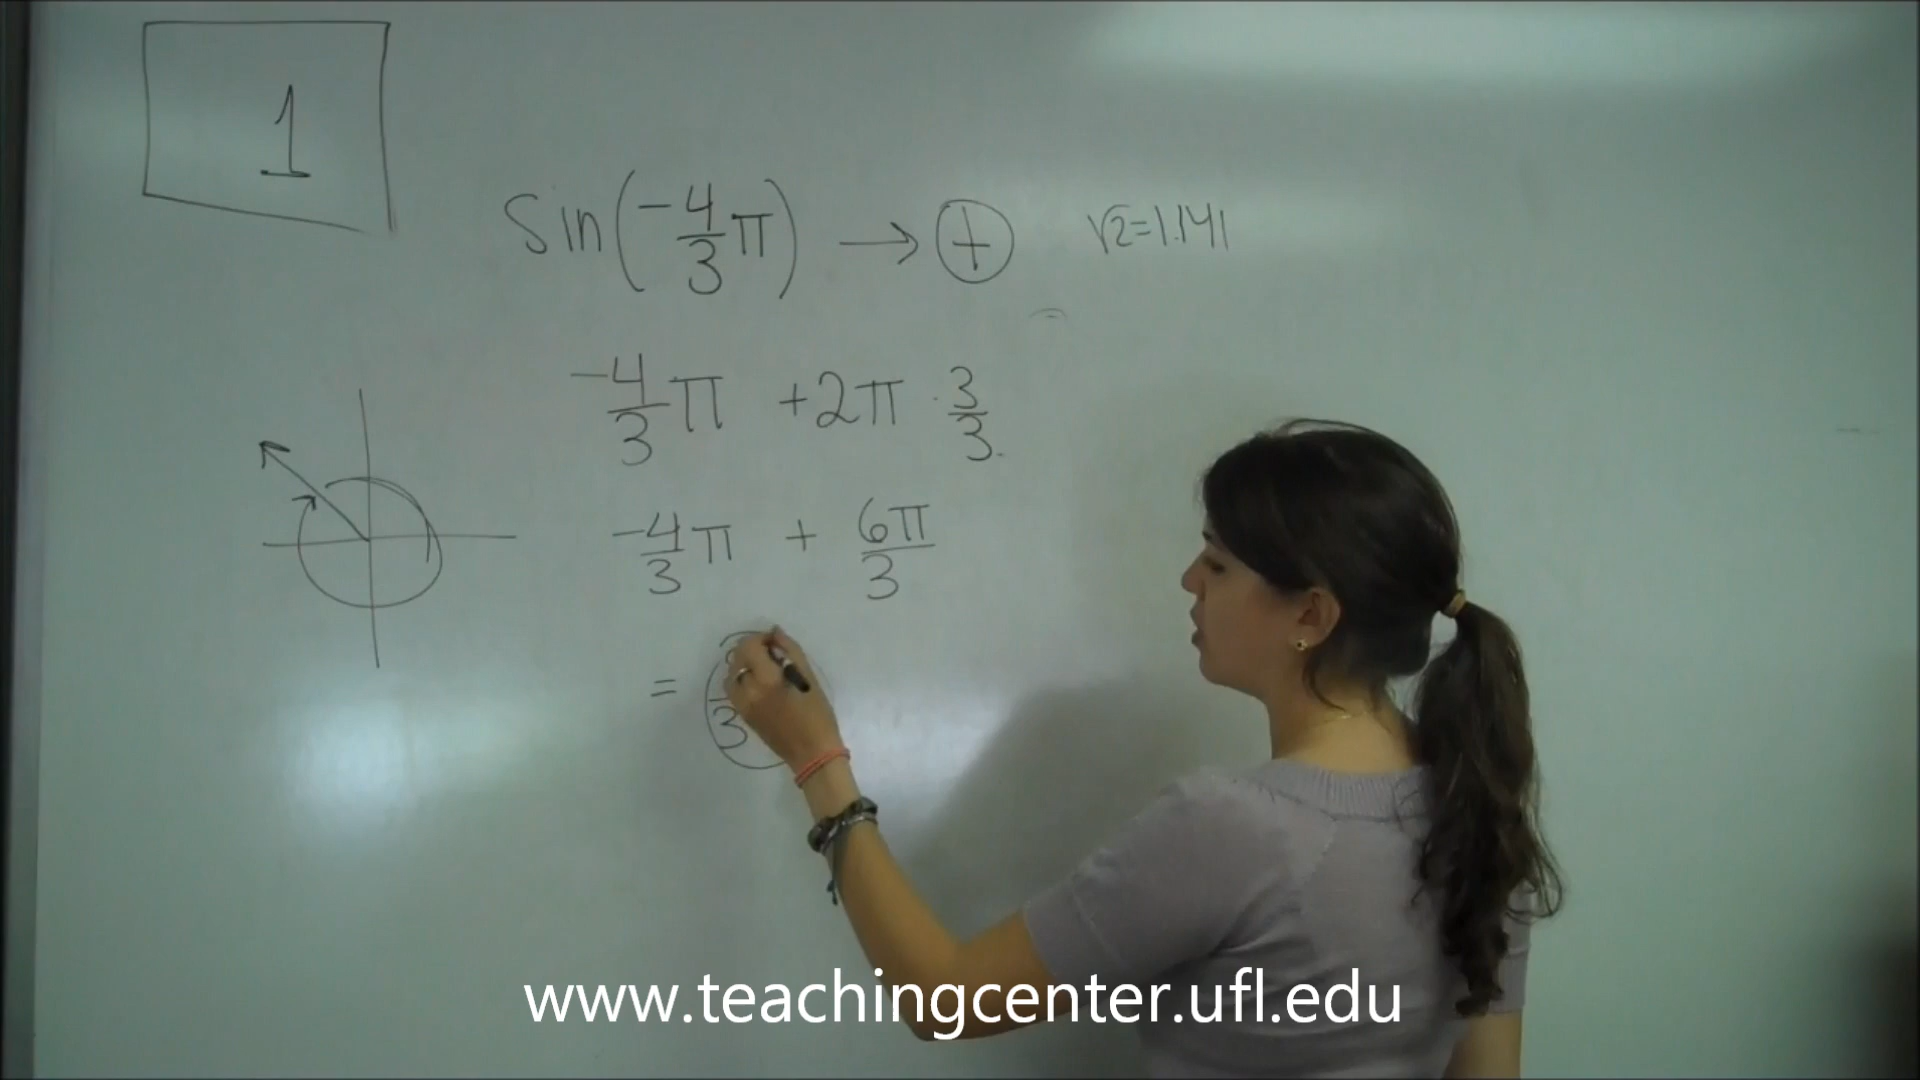 1
Sin(-4/3 π) → + √2=1.141
-4/3 π +2π · 3/3
-4/3 π + 6π/3
= 3
www.teachingcenter.ufl.edu